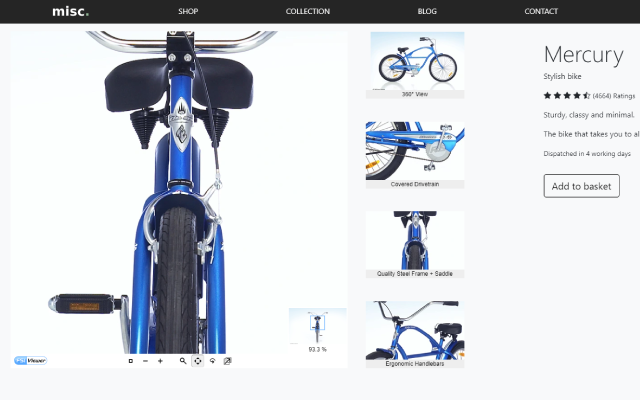 misc.
SHOP
COLLECTION
BLOG
CONTACT
360° View
Covered Drivetrain
Quality Steel Frame + Saddle
Ergonomic Handlebars
93.3 %
Viewer
Mercury
Stylish bike
(4664) Ratings
Sturdy, classy and minimal.
The bike that takes you to al
Dispatched in 4 working days
Add to basket